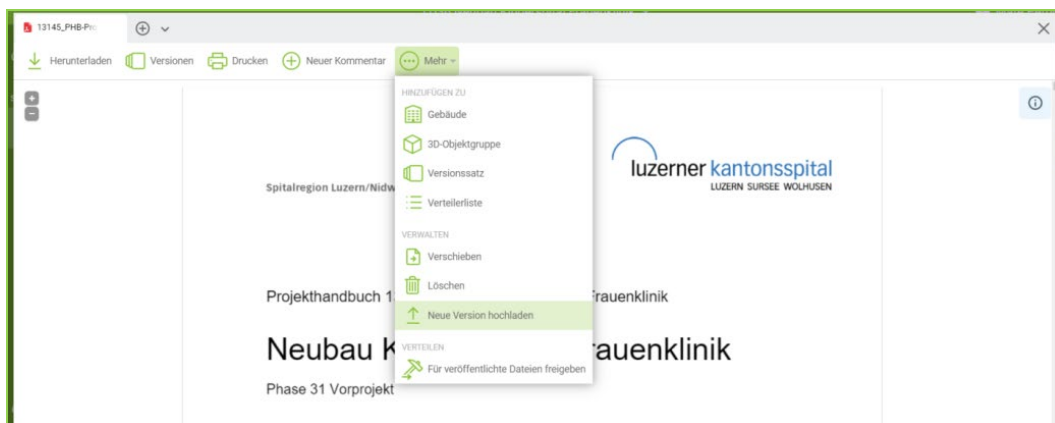 13145_PHB-Pro
Herunterladen Versionen Drucken Neuer Kommentar Mehr
HINZUFÜGEN ZU
Gebäude
3D-Objektgruppe
Versionssatz
Verteilerliste
VERWALTEN
Verschieben
Löschen
Neue Version hochladen
VERTEILEN
Für veröffentlichte Dateien freigeben
luzerner kantonsspital
LUZERN SURSEE WOLHUSEN
Spitalregion Luzern/Nidw
Projekthandbuch 1 Frauenklinik
Neubau K rauenklinik
Phase 31 Vorprojekt